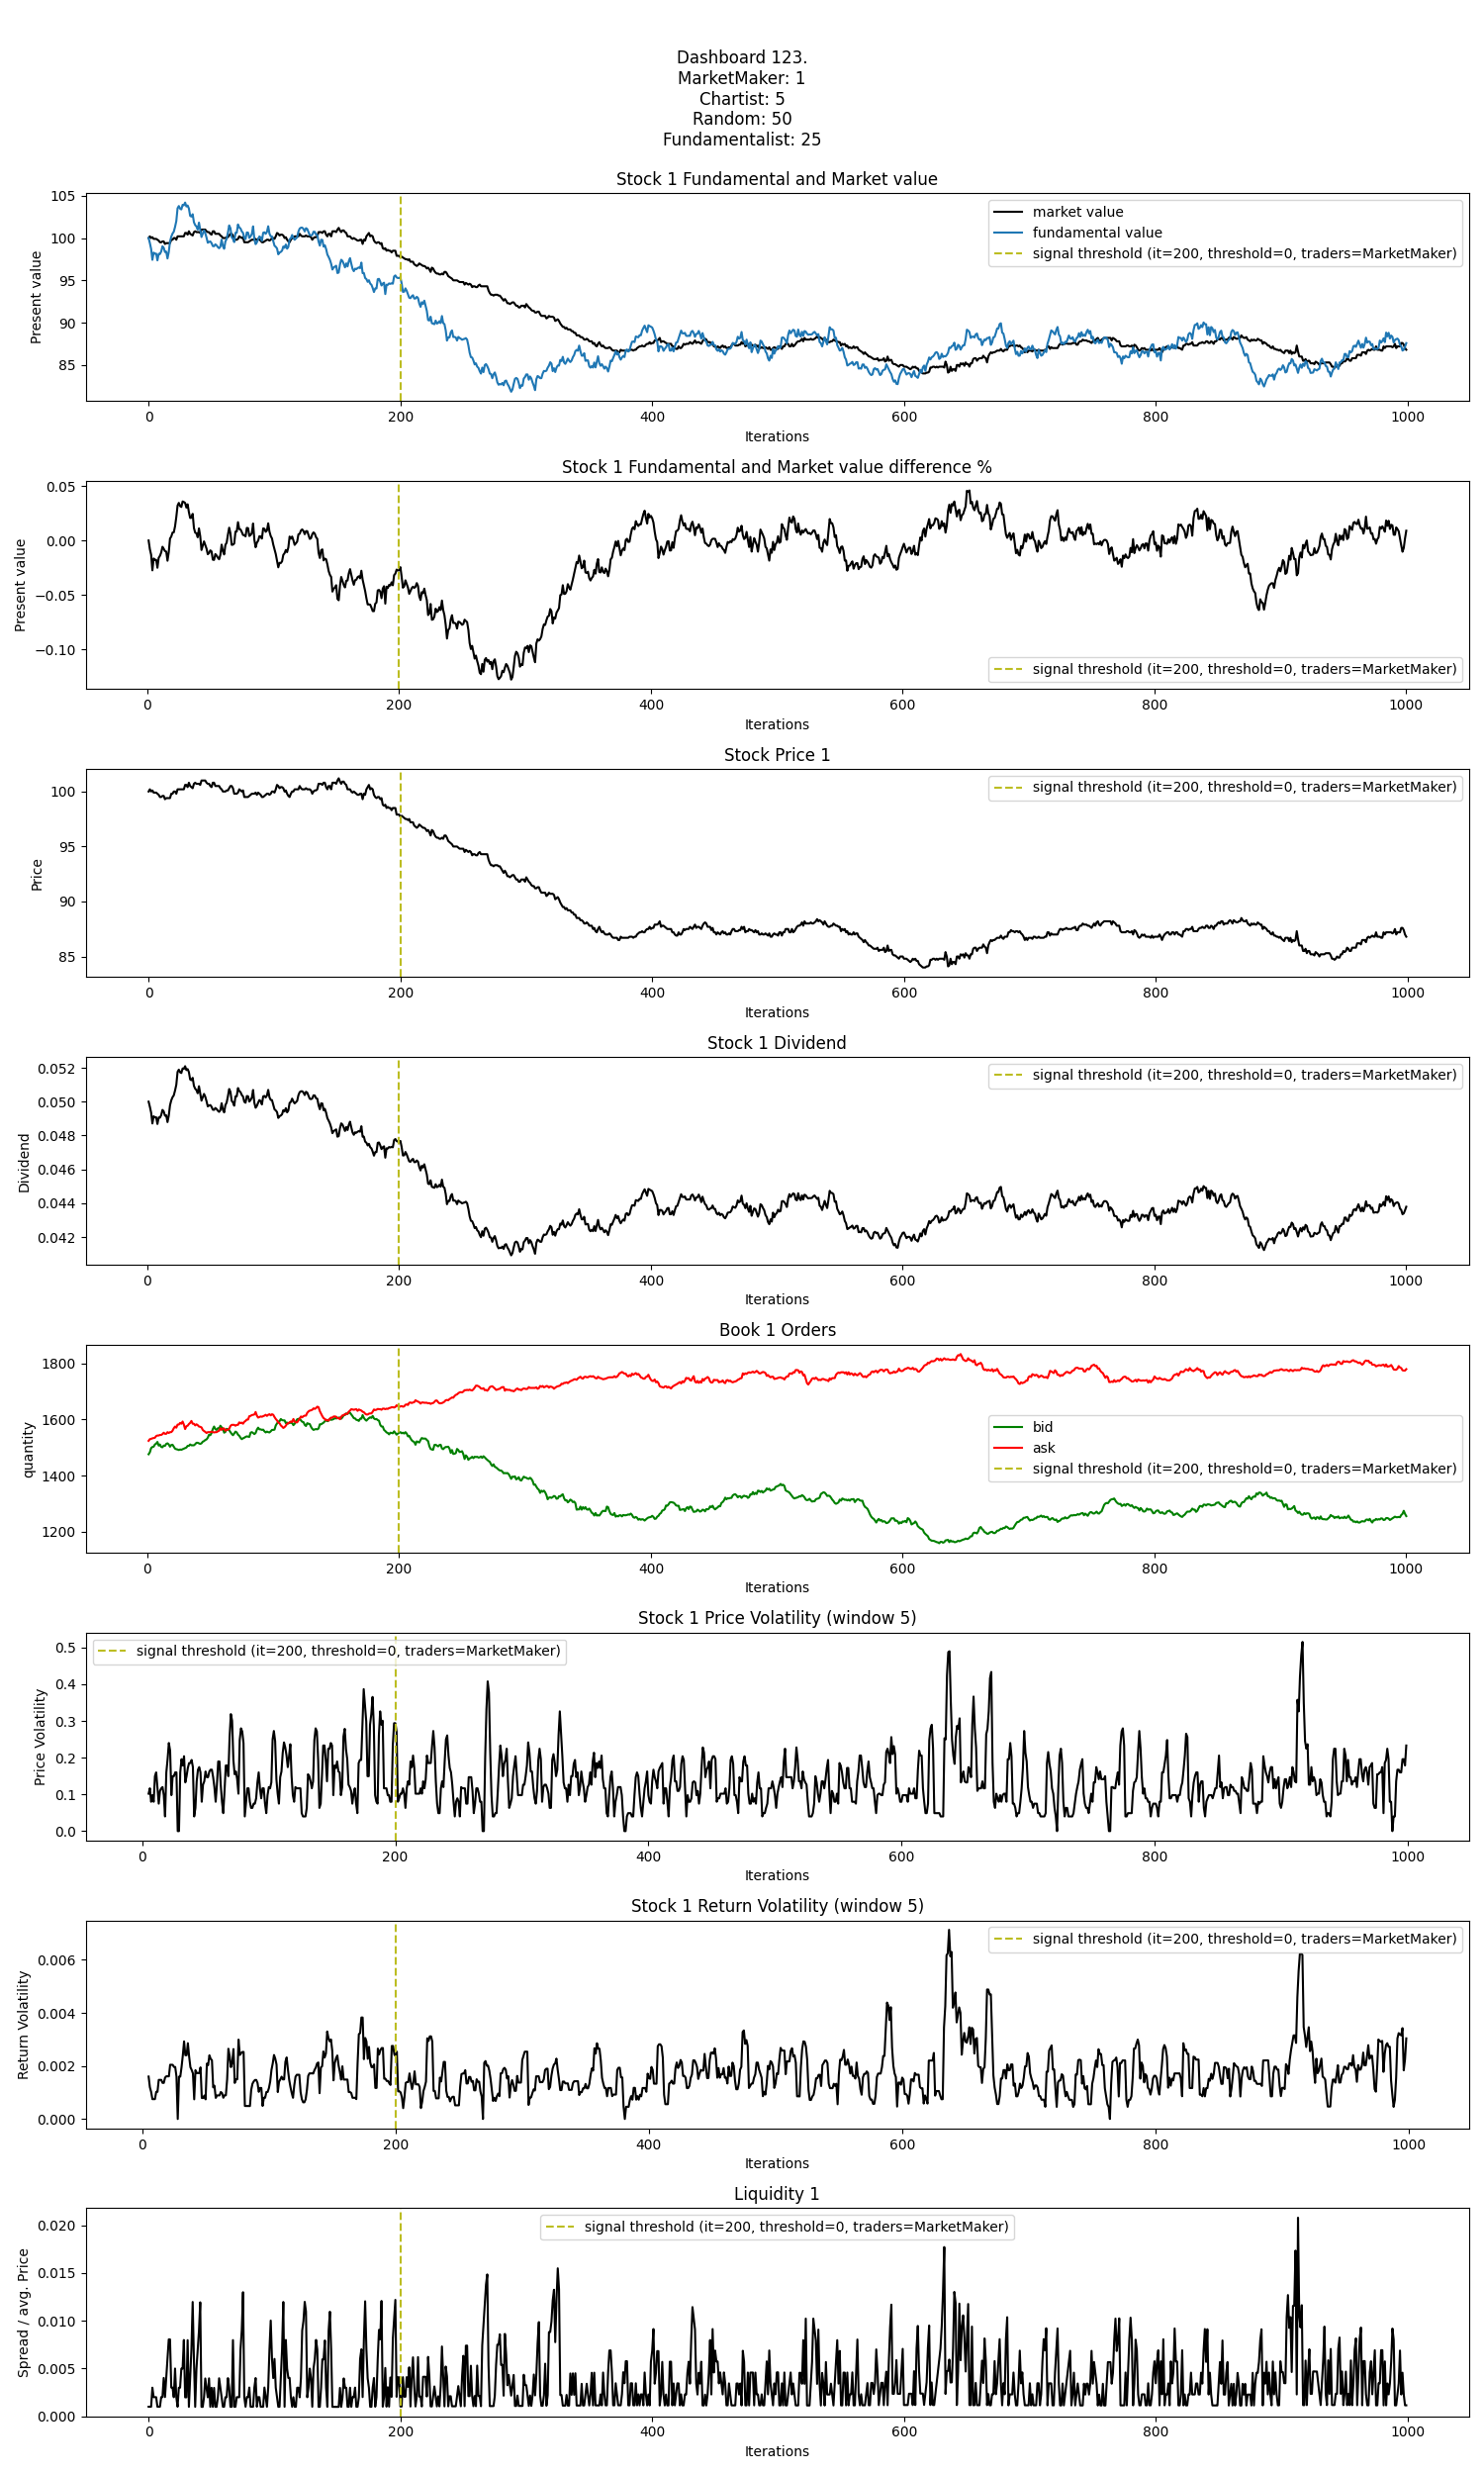 Dashboard 123.
MarketMaker: 1
Chartist: 5
Random: 50
Fundamentalist: 25
Stock 1 Fundamental and Market value
105
100
95
90
85
Present value
market value
fundamental value
signal threshold (it=200, threshold=0, traders=MarketMaker)
0 200 400 600 800 1000
Iterations
Stock 1 Fundamental and Market value difference %
0.05
0.00
−0.05
−0.10
Present value
signal threshold (it=200, threshold=0, traders=MarketMaker)
0 200 400 600 800 1000
Iterations
Stock Price 1
100
95
90
85
Price
signal threshold (it=200, threshold=0, traders=MarketMaker)
0 200 400 600 800 1000
Iterations
Stock 1 Dividend
0.052
0.050
0.048
0.046
0.044
0.042
Dividend
signal threshold (it=200, threshold=0, traders=MarketMaker)
0 200 400 600 800 1000
Iterations
Book 1 Orders
1800
1600
1400
1200
quantity
bid
ask
signal threshold (it=200, threshold=0, traders=MarketMaker)
0 200 400 600 800 1000
Iterations
Stock 1 Price Volatility (window 5)
0.5
0.4
0.3
0.2
0.1
0.0
Price Volatility
signal threshold (it=200, threshold=0, traders=MarketMaker)
0 200 400 600 800 1000
Iterations
Stock 1 Return Volatility (window 5)
0.006
0.004
0.002
0.000
Return Volatility
signal threshold (it=200, threshold=0, traders=MarketMaker)
0 200 400 600 800 1000
Iterations
Liquidity 1
0.020
0.015
0.010
0.005
0.000
Spread / avg. Price
signal threshold (it=200, threshold=0, traders=MarketMaker)
0 200 400 600 800 1000
Iterations